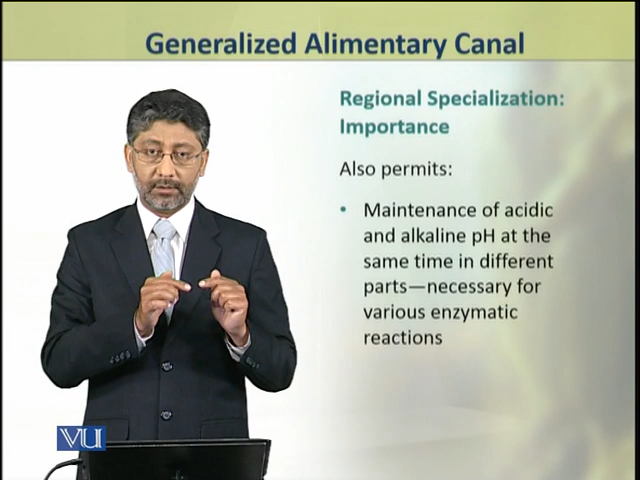 Generalized Alimentary Canal
Regional Specialization:
Importance
Also permits:
• Maintenance of acidic
and alkaline pH at the
same time in different
parts—necessary for
various enzymatic
reactions
VU